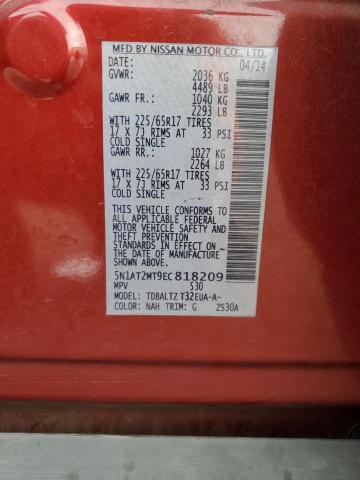 MFD BY NISSAN MOTOR CO., LTD.
DATE: 04/14
GVWR: 2036 KG
4489 LB
GAWR FR: 1040 KG
2293 LB
WITH 225/65R17 TIRES
17 X 7J RIMS AT 33 PSI
COLD SINGLE
GAWR RR: 1027 KG
2264 LB
WITH 225/65R17 TIRES
17 X 7J RIMS AT 33 PSI
COLD SINGLE
THIS VEHICLE CONFORMS TO ALL
APPLICABLE FEDERAL
MOTOR VEHICLE SAFETY AND
STANDARDS IN EFFECT ON THE
DATE OF MANUFACTURE SHOWN ABOVE.
5N1AT2MT9EC818209
MPV S30
MODEL: TDBALTZ T32EUA-A-
COLOR: NAH TRIM: G ZS30A